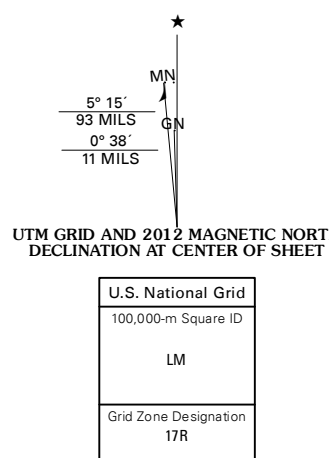 ★
MN
GN
5° 15´
93 MILS
0° 38´
11 MILS
UTM GRID AND 2012 MAGNETIC NORT
DECLINATION AT CENTER OF SHEET
U.S. National Grid
100,000-m Square ID
LM
Grid Zone Designation
17R